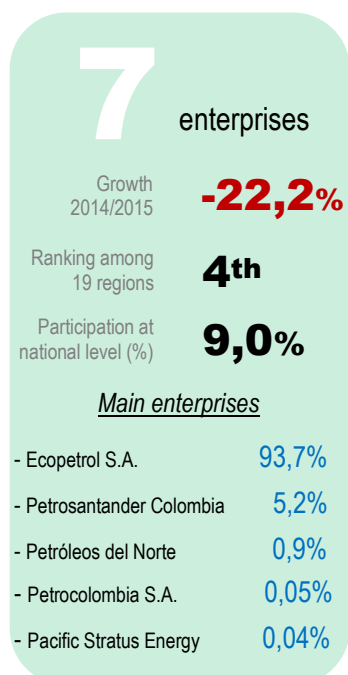 7 enterprises
Growth
2014/2015 -22,2%
Ranking among
19 regions 4th
Participation at
national level (%) 9,0%
Main enterprises
- Ecopetrol S.A. 93,7%
- Petrosantander Colombia 5,2%
- Petróleos del Norte 0,9%
- Petrocolombia S.A. 0,05%
- Pacific Stratus Energy 0,04%